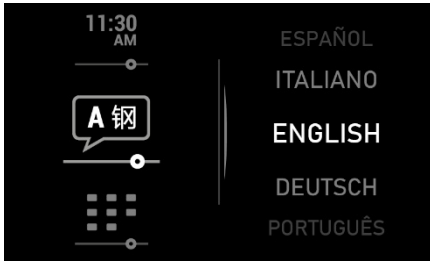 11:30
AM
A 钢
ESPAÑOL
ITALIANO
ENGLISH
DEUTSCH
PORTUGUÊS